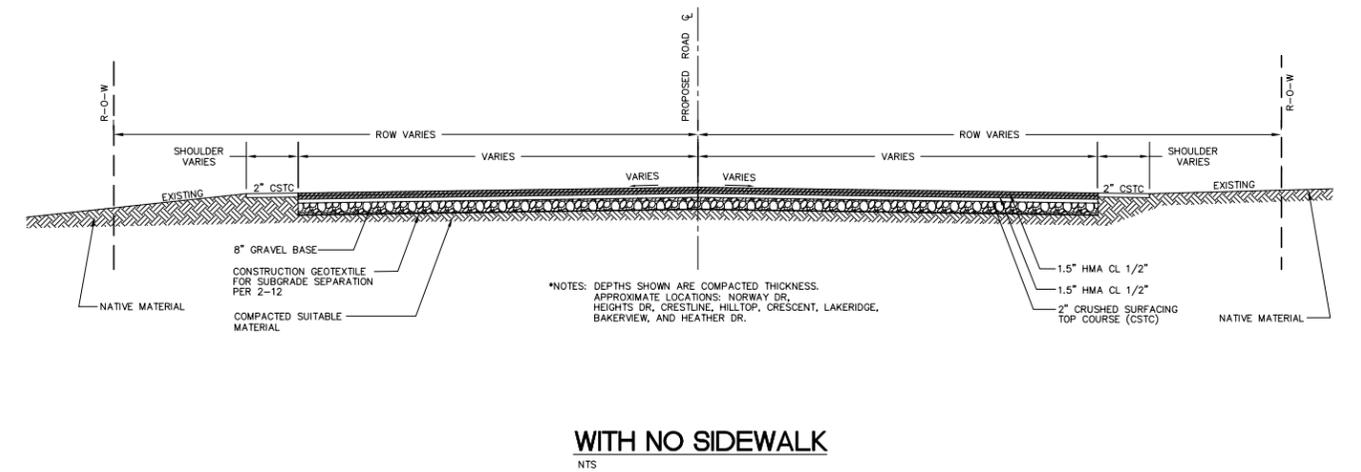 R-O-W
PROPOSED ROAD ℄
R-O-W
ROW VARIES
ROW VARIES
SHOULDER
VARIES
VARIES
VARIES
SHOULDER
VARIES
VARIES
VARIES
EXISTING
2" CSTC
2" CSTC
EXISTING
8" GRAVEL BASE
CONSTRUCTION GEOTEXTILE
FOR SUBGRADE SEPARATION
PER 2-12
COMPACTED SUITABLE
MATERIAL
NATIVE MATERIAL
*NOTES: DEPTHS SHOWN ARE COMPACTED THICKNESS.
APPROXIMATE LOCATIONS: NORWAY DR,
HEIGHTS DR, CRESTLINE, HILLTOP, CRESCENT, LAKERIDGE,
BAKERVIEW, AND HEATHER DR.
1.5" HMA CL 1/2"
1.5" HMA CL 1/2"
2" CRUSHED SURFACING
TOP COURSE (CSTC)
NATIVE MATERIAL
WITH NO SIDEWALK
NTS